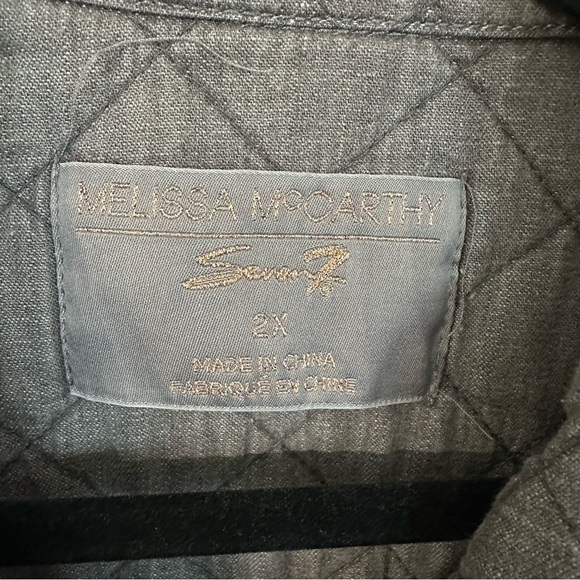 MELISSA McCARTHY
Seven7
2X
MADE IN CHINA
FABRIQUÉ EN CHINE